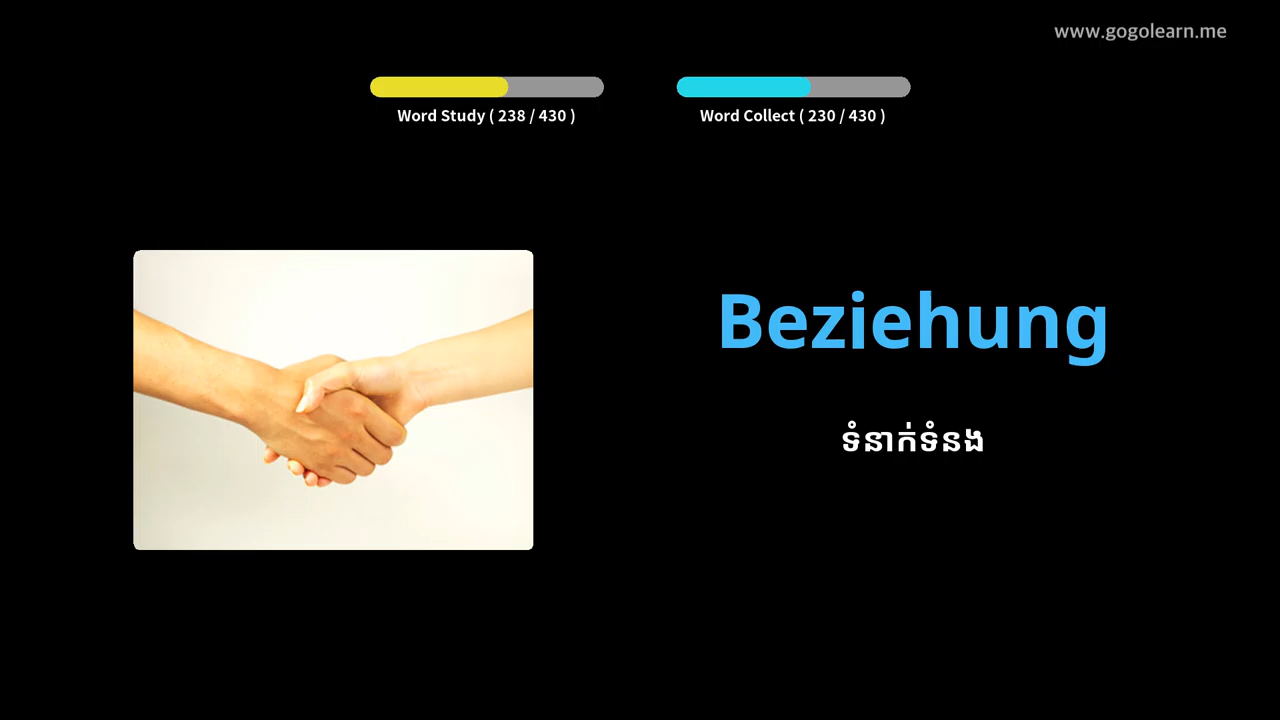 www.gogolearn.me
Word Study ( 238 / 430 )
Word Collect ( 230 / 430 )
Beziehung
ទំនាក់ទំនង